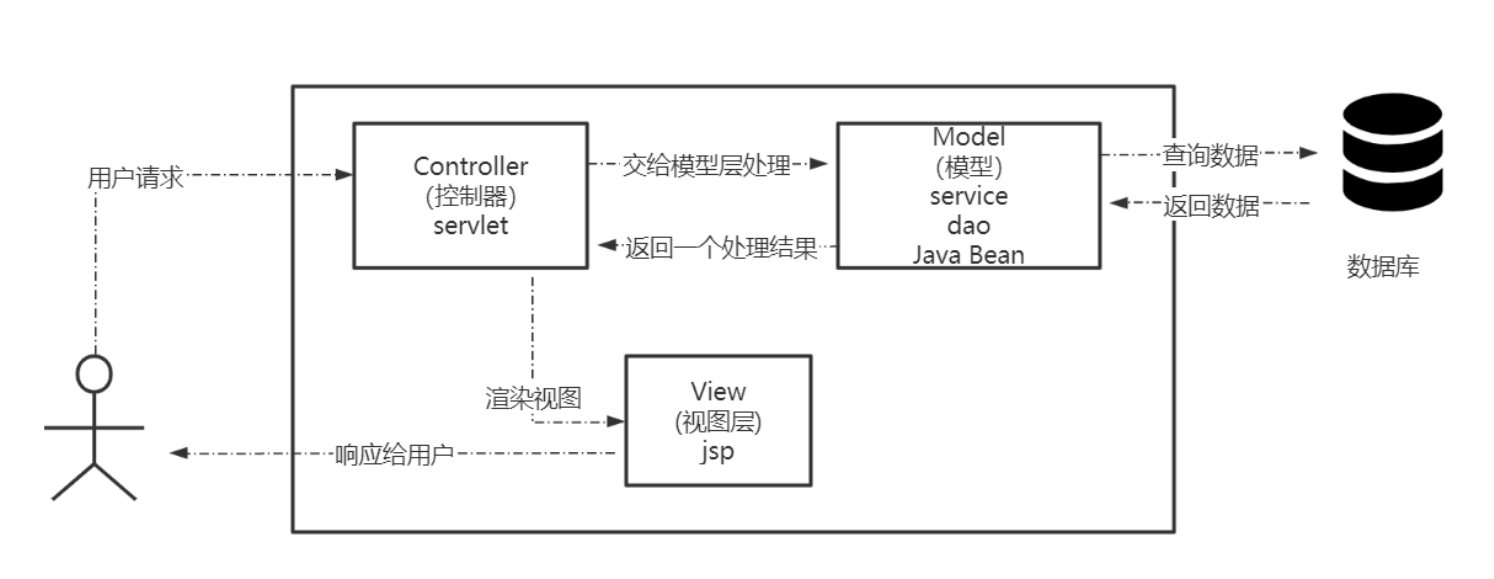 用户请求
Controller
(控制器)
servlet
交给模型层处理
返回一个处理结果
Model
(模型)
service
dao
Java Bean
查询数据
返回数据
数据库
渲染视图
View
(视图层)
jsp
响应给用户